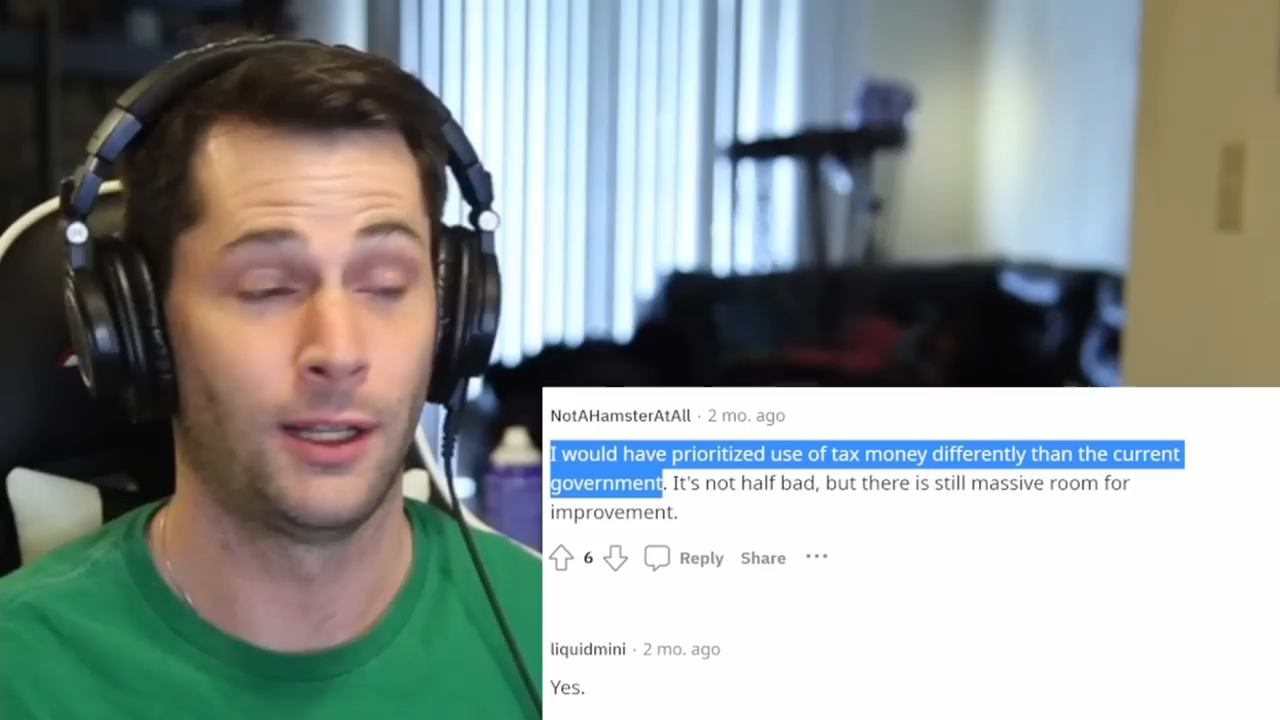 NotAHamsterAtAll · 2 mo. ago
I would have prioritized use of tax money differently than the current
government. It's not half bad, but there is still massive room for
improvement.
6 Reply Share ···
liquidmini · 2 mo. ago
Yes.